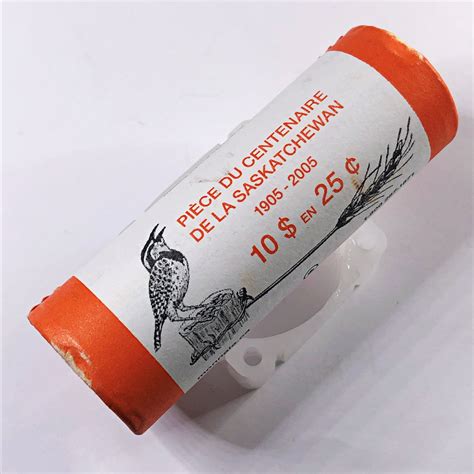 PIÈCE DU CENTENAIRE
DE LA SASKATCHEWAN
1905 - 2005
10 $ EN 25 ¢